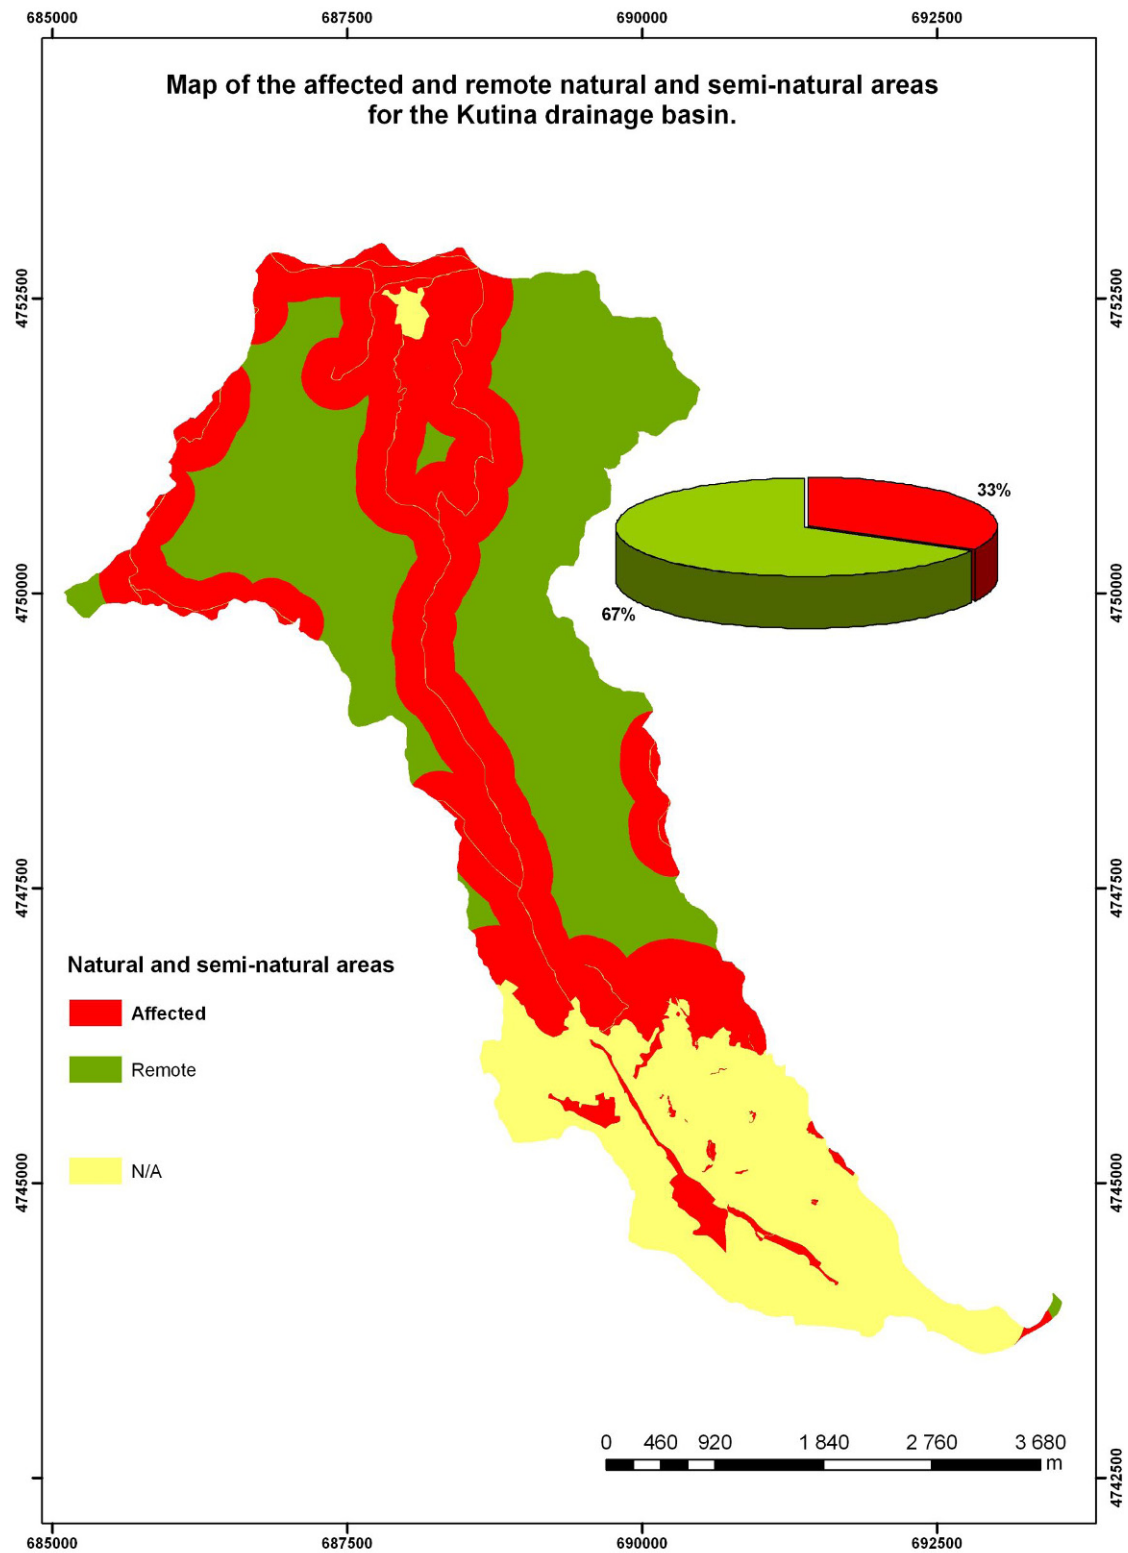 685000 687500 690000 692500
Map of the affected and remote natural and semi-natural areas
for the Kutina drainage basin.
4752500
4752500
33%
4750000
4750000
67%
4747500
4747500
Natural and semi-natural areas
Affected
Remote
N/A
4745000
4745000
0 460 920 1 840 2 760 3 680
m
4742500
685000 687500 690000 692500